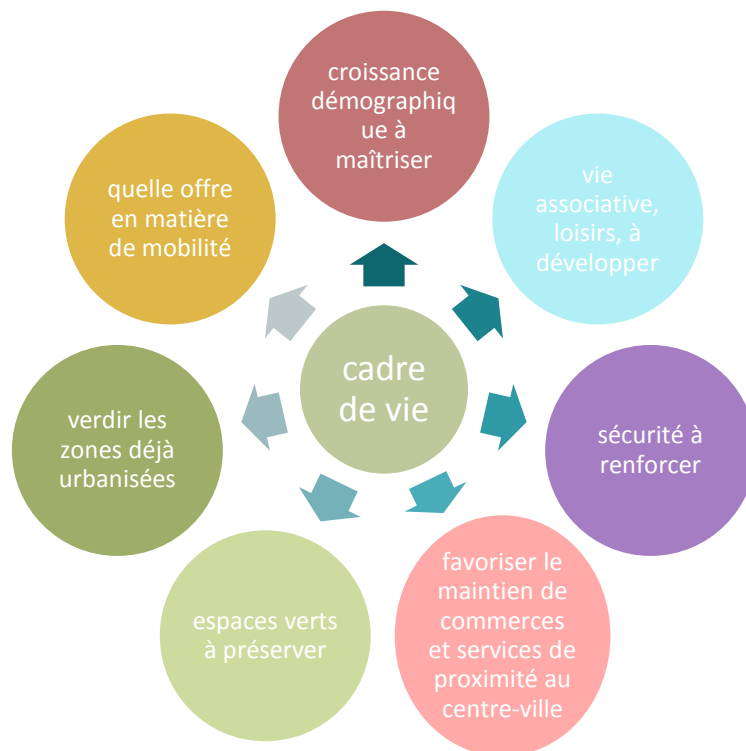 croissance
démographiq
ue à
maîtriser
vie
associative,
loisirs, à
développer
sécurité à
renforcer
favoriser le
maintien de
commerces
et services de
proximité au
centre-ville
espaces verts
à préserver
verdir les
zones déjà
urbanisées
quelle offre
en matière
de mobilité
cadre
de vie